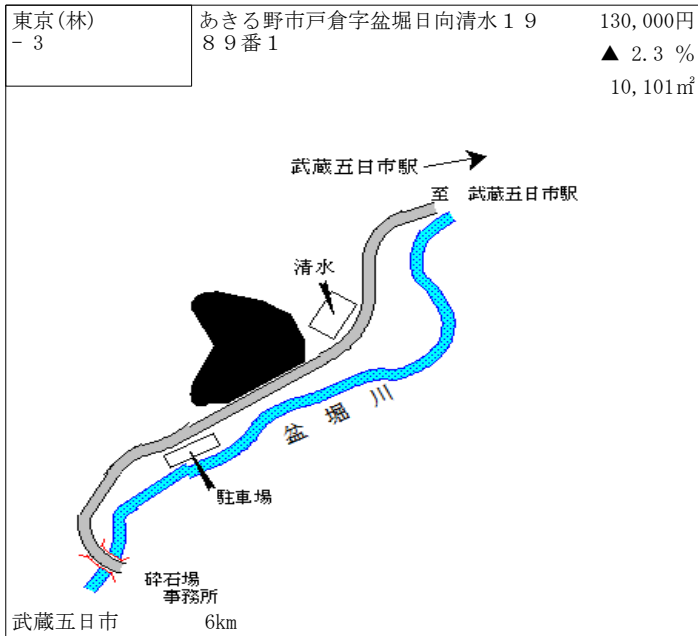 東京(林)
- 3
あきる野市戸倉字盆堀日向清水19
89番1
130,000円
▲ 2.3 %
10,101㎡
武蔵五日市駅
至 武蔵五日市駅
清水
盆堀川
駐車場
砕石場
事務所
武蔵五日市 6km